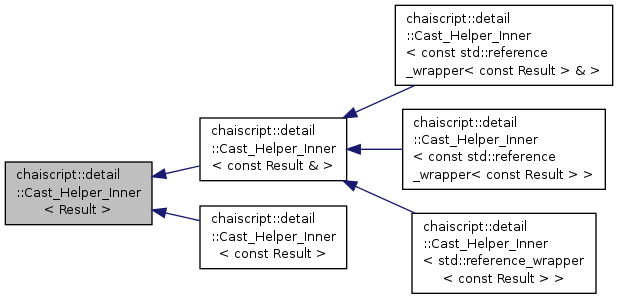 chaiscript::detail
::Cast_Helper_Inner
< Result >
chaiscript::detail
::Cast_Helper_Inner
< const Result & >
chaiscript::detail
::Cast_Helper_Inner
< const Result >
chaiscript::detail
::Cast_Helper_Inner
< const std::reference
_wrapper< const Result > & >
chaiscript::detail
::Cast_Helper_Inner
< const std::reference
_wrapper< const Result > >
chaiscript::detail
::Cast_Helper_Inner
< std::reference_wrapper
< const Result > >